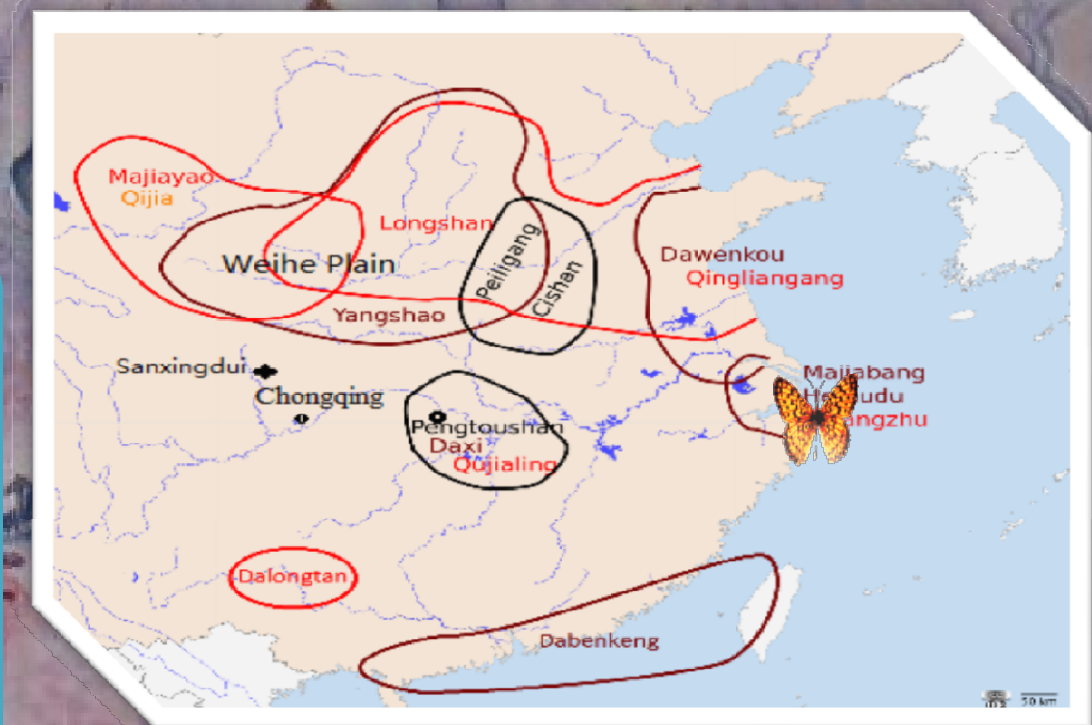 Majiayao
Qijia
Longshan
Weihe Plain
Peiligang
Cishan
Yangshao
Dawenkou
Qingliangang
Sanxingdui
Chongqing
Pengtoushan
Daxi
Qujialing
Majiabang
Dalongtan
Dabenkeng
50 km